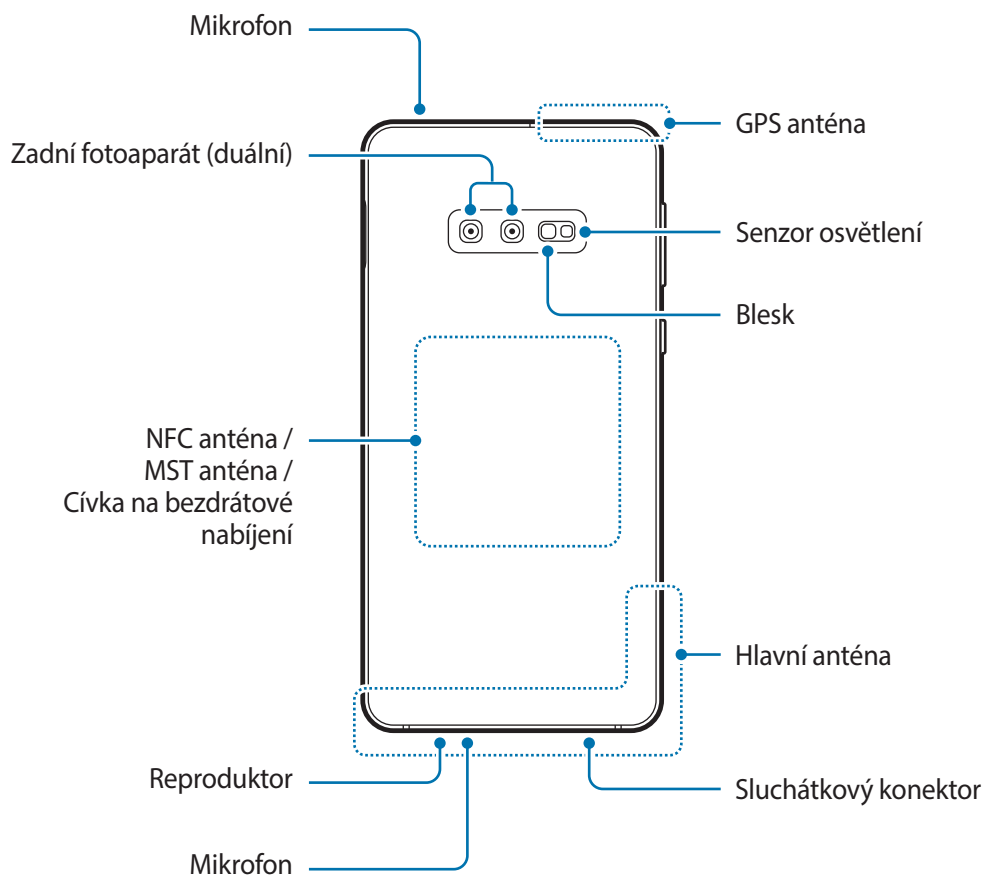 Mikrofon
GPS anténa
Zadní fotoaparát (duální)
Senzor osvětlení
Blesk
NFC anténa /
MST anténa /
Cívka na bezdrátové
nabíjení
Hlavní anténa
Reproduktor
Sluchátkový konektor
Mikrofon